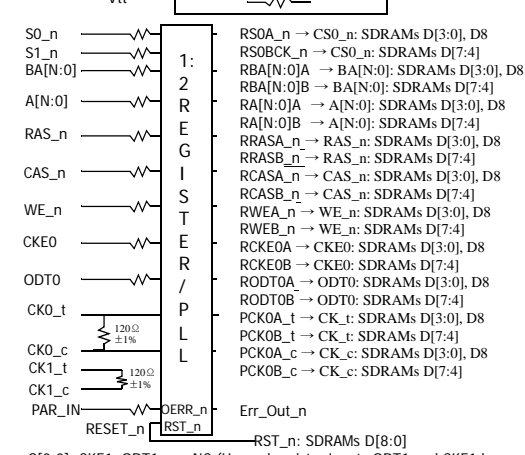 S0_n
S1_n
BA[N:0]
A[N:0]
RAS_n
CAS_n
WE_n
CKE0
ODT0
CK0_t
120Ω
±1%
CK0_c
CK1_t
120Ω
±1%
CK1_c
PAR_IN
RESET_n
1:
2
R
E
G
I
S
T
E
R
/
P
L
L
OERR_n
RST_n
RS0A_n → CS0_n: SDRAMs D[3:0], D8
RS0BCK_n → CS0_n: SDRAMs D[7:4]
RBA[N:0]A → BA[N:0]: SDRAMs D[3:0], D8
RBA[N:0]B → BA[N:0]: SDRAMs D[7:4]
RA[N:0]A → A[N:0]: SDRAMs D[3:0], D8
RA[N:0]B → A[N:0]: SDRAMs D[7:4]
RRASA_n → RAS_n: SDRAMs D[3:0], D8
RRASB_n → RAS_n: SDRAMs D[7:4]
RCASA_n → CAS_n: SDRAMs D[3:0], D8
RCASB_n → CAS_n: SDRAMs D[7:4]
RWEA_n → WE_n: SDRAMs D[3:0], D8
RWEB_n → WE_n: SDRAMs D[7:4]
RCKE0A → CKE0: SDRAMs D[3:0], D8
RCKE0B → CKE0: SDRAMs D[7:4]
RODT0A → ODT0: SDRAMs D[3:0], D8
RODT0B → ODT0: SDRAMs D[7:4]
PCK0A_t → CK_t: SDRAMs D[3:0], D8
PCK0B_t → CK_t: SDRAMs D[7:4]
PCK0A_c → CK_c: SDRAMs D[3:0], D8
PCK0B_c → CK_c: SDRAMs D[7:4]
Err_Out_n
RST_n: SDRAMs D[8:0]